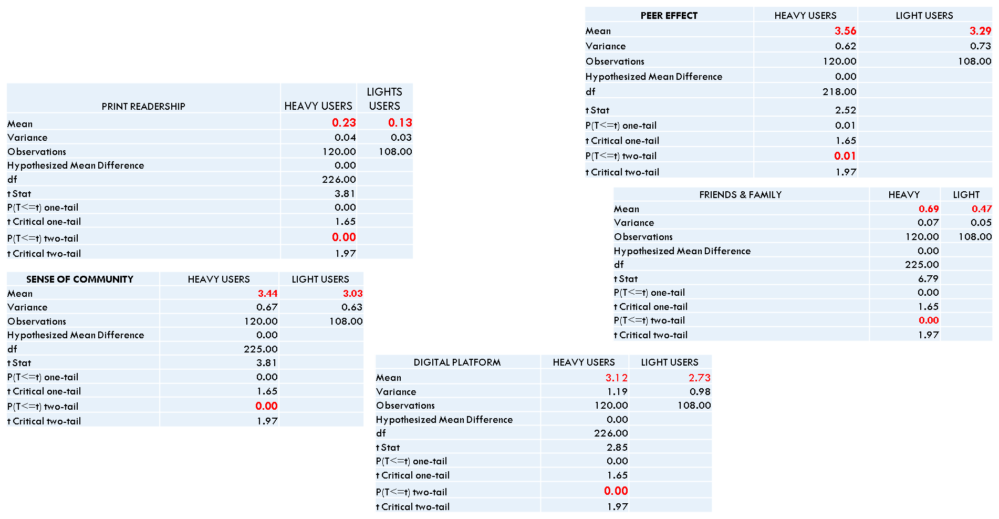 PEER EFFECT HEAVY USERS LIGHT USERS
Mean 3.56 3.29
Variance 0.62 0.73
Observations 120.00 108.00
Hypothesized Mean Difference 0.00
df 218.00
t Stat 2.52
P(T<=t) one-tail 0.01
t Critical one-tail 1.65
P(T<=t) two-tail 0.01
t Critical two-tail 1.97
PRINT READERSHIP HEAVY USERS LIGHTS
USERS
Mean 0.23 0.13
Variance 0.04 0.03
Observations 120.00 108.00
Hypothesized Mean Difference 0.00
df 226.00
t Stat 3.81
P(T<=t) one-tail 0.00
t Critical one-tail 1.65
P(T<=t) two-tail 0.00
t Critical two-tail 1.97
FRIENDS & FAMILY HEAVY LIGHT
Mean 0.69 0.47
Variance 0.07 0.05
Observations 120.00 108.00
Hypothesized Mean Difference 0.00
df 225.00
t Stat 6.79
P(T<=t) one-tail 0.00
t Critical one-tail 1.65
P(T<=t) two-tail 0.00
t Critical two-tail 1.97
SENSE OF COMMUNITY HEAVY USERS LIGHT USERS
Mean 3.44 3.03
Variance 0.67 0.63
Observations 120.00 108.00
Hypothesized Mean Difference 0.00
df 225.00
t Stat 3.81
P(T<=t) one-tail 0.00
t Critical one-tail 1.65
P(T<=t) two-tail 0.00
t Critical two-tail 1.97
DIGITAL PLATFORM HEAVY USERS LIGHT USERS
Mean 3.12 2.73
Variance 1.19 0.98
Observations 120.00 108.00
Hypothesized Mean Difference 0.00
df 226.00
t Stat 2.85
P(T<=t) one-tail 0.00
t Critical one-tail 1.65
P(T<=t) two-tail 0.00
t Critical two-tail 1.97